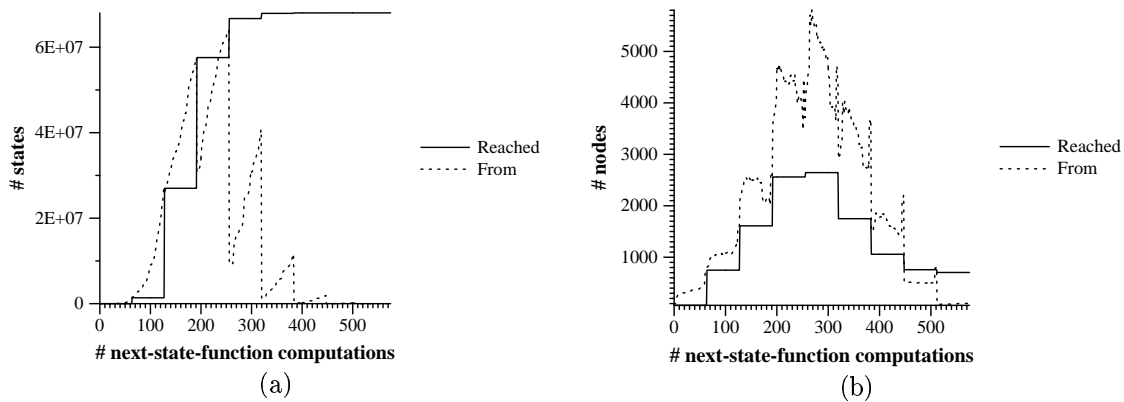 # states
6E+07
4E+07
2E+07
0
0 100 200 300 400 500
# next-state-function computations
Reached
From
(a)
# nodes
5000
4000
3000
2000
1000
0 100 200 300 400 500
# next-state-function computations
Reached
From
(b)